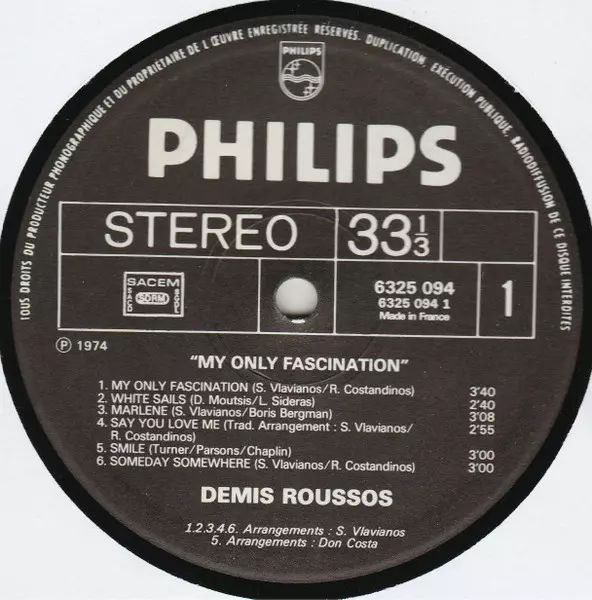 TOUS DROITS DU PRODUCTEUR PHONOGRAPHIQUE ET DU PROPRIETAIRE DE L'ŒUVRE ENREGISTRÉE RÉSERVÉS. DUPLICATION, EXÉCUTION PUBLIQUE, RADIODIFFUSION DE CE DISQUE INTERDITES
PHILIPS
PHILIPS
STEREO 33 1/3
SACEM
SACD SDRM SGDL
6325 094
6325 094 1
Made in France
1
Ⓟ 1974
"MY ONLY FASCINATION"
1. MY ONLY FASCINATION (S. Vlavianos/R. Costandinos) 3'40
2. WHITE SAILS (D. Moutsis/L. Sideras) 2'40
3. MARLENE (S. Vlavianos/Boris Bergman) 3'08
4. SAY YOU LOVE ME (Trad. Arrangement : S. Vlavianos/
R. Costandinos) 2'55
5. SMILE (Turner/Parsons/Chaplin) 3'00
6. SOMEDAY SOMEWHERE (S. Vlavianos/R. Costandinos) 3'00
DEMIS ROUSSOS
1.2.3.4.6. Arrangements : S. Vlavianos
5. Arrangements : Don Costa